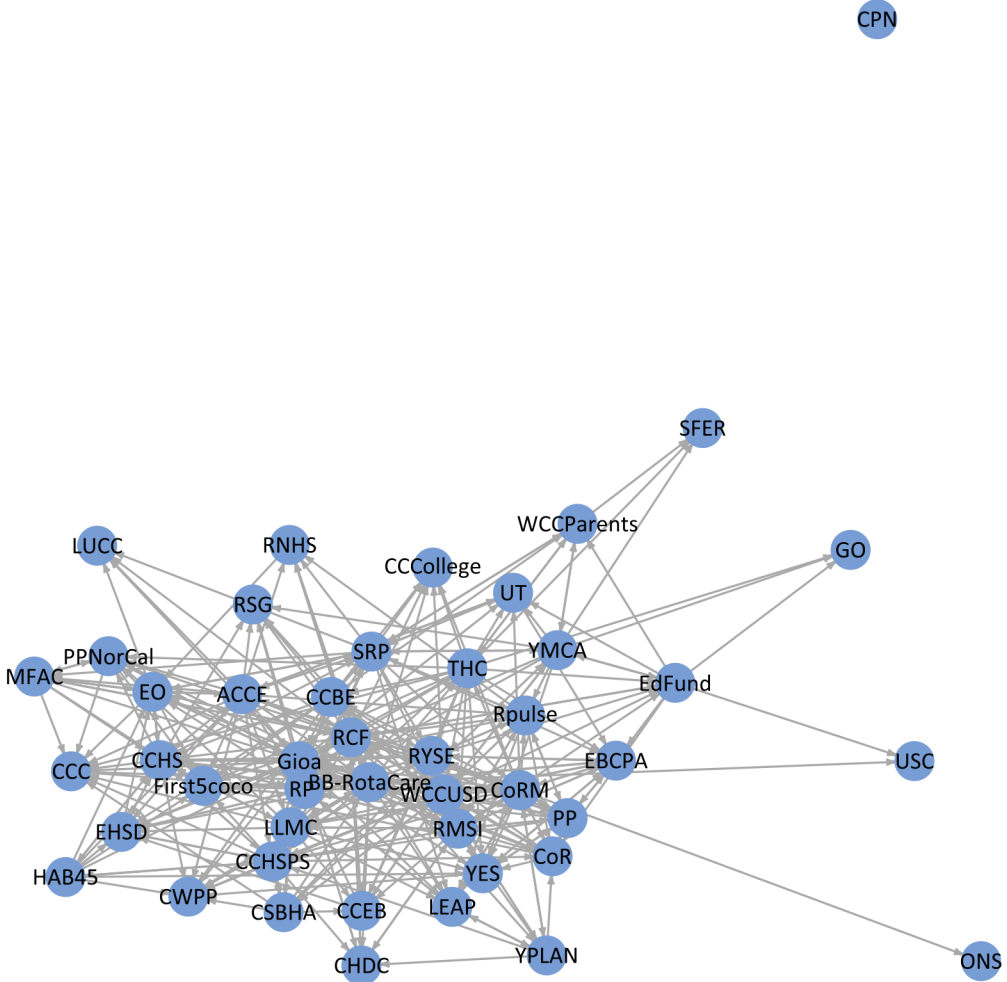 CPN
SFER
WCCParents
LUCC
RNHS
GO
CCCollege
UT
RSG
SRP
YMCA
PPNorCal
THC
MFAC
EO
ACCE
CCBE
EdFund
Rpulse
RCF
RYSE
CCHS
Gioa
EBCPA
USC
CCC
First5coco
RP
BB-RotaCare
WCCUSD
CoRM
PP
EHSD
LLMC
RMSI
CCHSPS
CoR
HAB45
YES
CWPP
CSBHA
CCEB
LEAP
CHDC
YPLAN
ONS